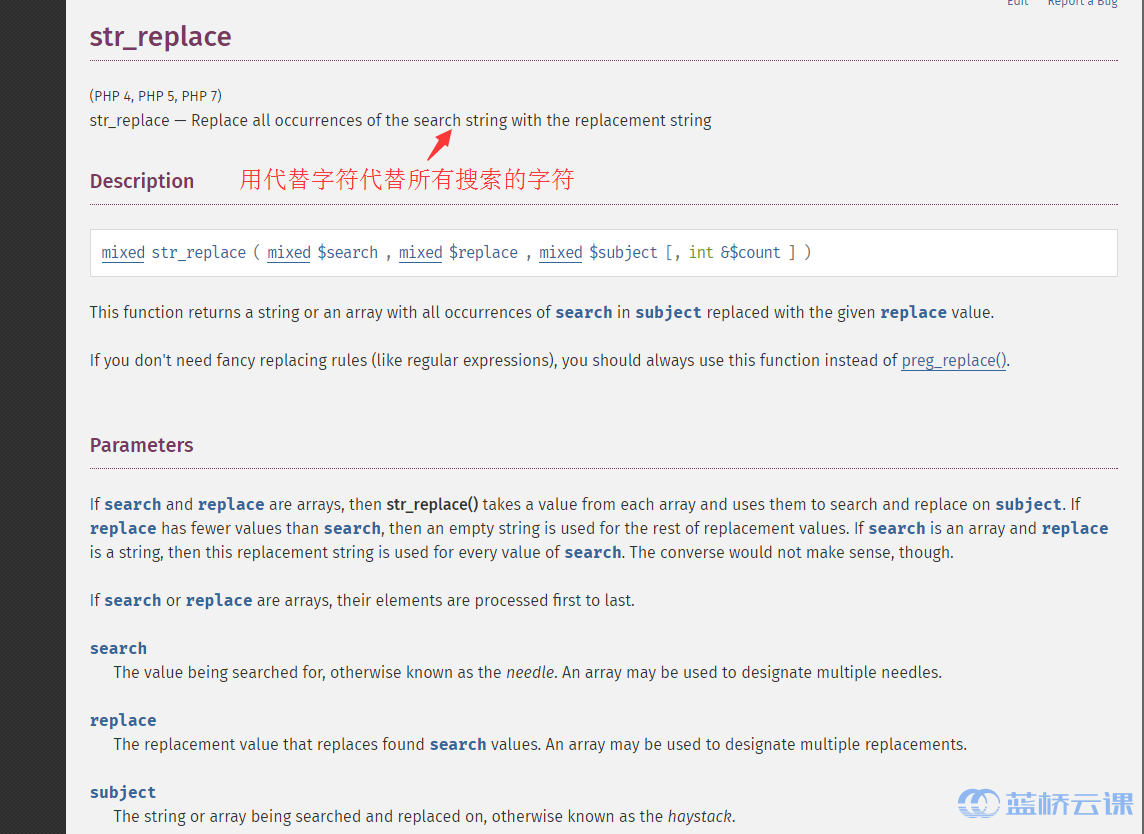 Edit Report a Bug
str_replace
(PHP 4, PHP 5, PHP 7)
str_replace — Replace all occurrences of the search string with the replacement string
Description
用代替字符代替所有搜索的字符
mixed str_replace ( mixed $search , mixed $replace , mixed $subject [, int &$count ] )
This function returns a string or an array with all occurrences of search in subject replaced with the given replace value.
If you don't need fancy replacing rules (like regular expressions), you should always use this function instead of preg_replace().
Parameters
If search and replace are arrays, then str_replace() takes a value from each array and uses them to search and replace on subject. If
replace has fewer values than search, then an empty string is used for the rest of replacement values. If search is an array and replace
is a string, then this replacement string is used for every value of search. The converse would not make sense, though.
If search or replace are arrays, their elements are processed first to last.
search
The value being searched for, otherwise known as the needle. An array may be used to designate multiple needles.
replace
The replacement value that replaces found search values. An array may be used to designate multiple replacements.
subject
The string or array being searched and replaced on, otherwise known as the haystack.
蓝桥云课